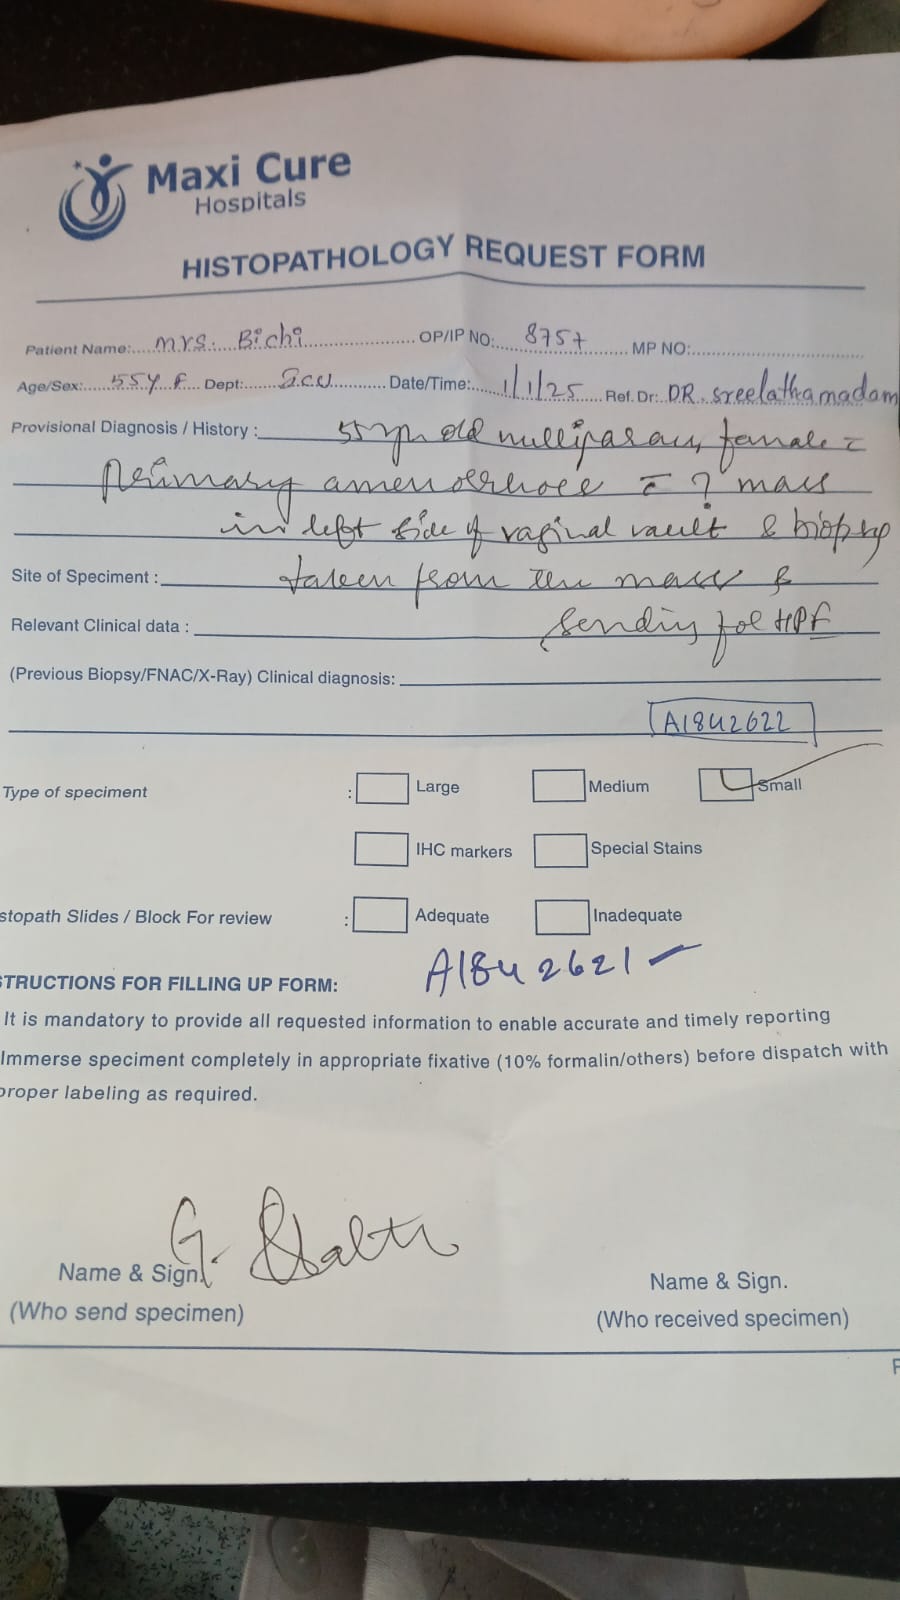 Maxi Cure
Hospitals
HISTOPATHOLOGY REQUEST FORM
Patient Name:.....Mrs. Bichi.....OP/IP NO:.....8757.....MP NO:.....
Age/Sex:.....55Y F.....Dept:..........Date/Time:.....1/1/25.....Ref. Dr:..DR. Sreelatha madam
Provisional Diagnosis / History : 55 yr old nulliparous, female c̄
Primary amenorrhoea c̄ ? mass
in left side of vaginal vault & biopsy
Site of Speciment : taken from the mass &
Relevant Clinical data : Sending for HPE
(Previous Biopsy/FNAC/X-Ray) Clinical diagnosis:
A1842622
Type of speciment : Large Medium Small
IHC markers Special Stains
stopath Slides / Block For review : Adequate Inadequate
A1842621
STRUCTIONS FOR FILLING UP FORM:
It is mandatory to provide all requested information to enable accurate and timely reporting
Immerse speciment completely in appropriate fixative (10% formalin/others) before dispatch with
proper labeling as required.
G.
Name & Sign. Name & Sign.
(Who send specimen) (Who received specimen)